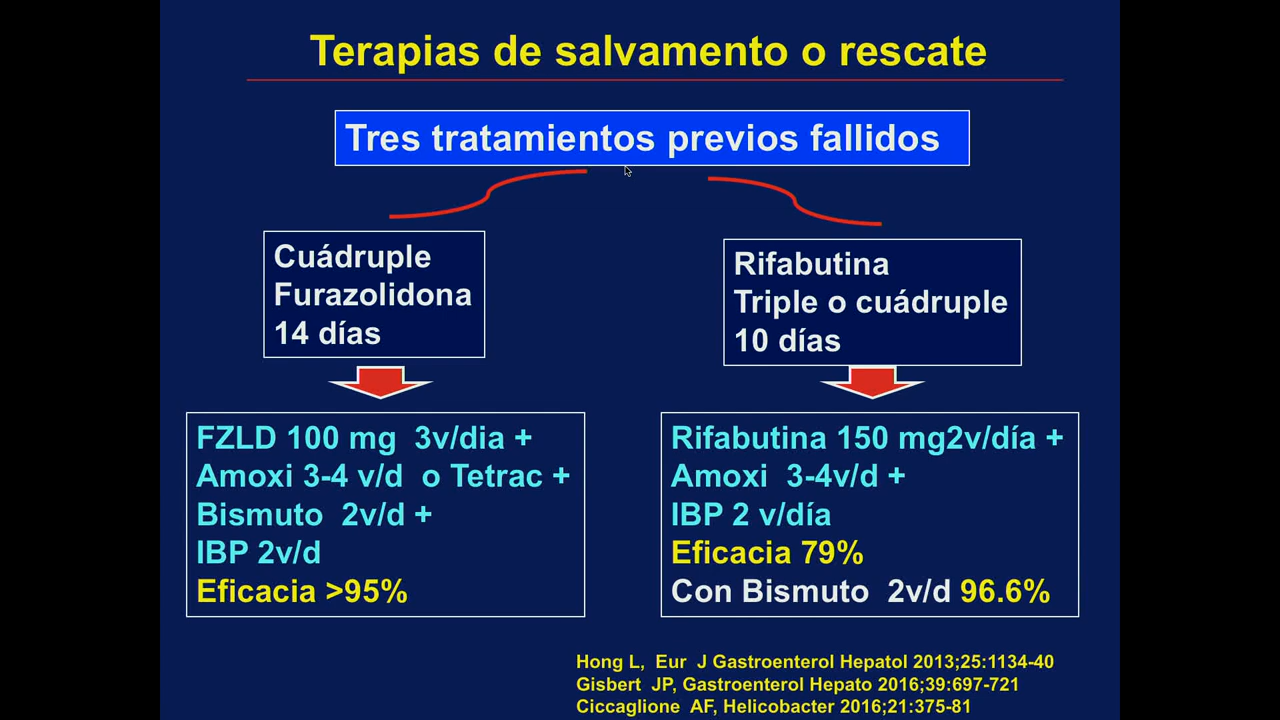 Terapias de salvamento o rescate
Tres tratamientos previos fallidos
Cuádruple
Furazolidona
14 días
Rifabutina
Triple o cuádruple
10 días
FZLD 100 mg 3v/dia +
Amoxi 3-4 v/d o Tetrac +
Bismuto 2v/d +
IBP 2v/d
Eficacia >95%
Rifabutina 150 mg2v/día +
Amoxi 3-4v/d +
IBP 2 v/día
Eficacia 79%
Con Bismuto 2v/d 96.6%
Hong L, Eur J Gastroenterol Hepatol 2013;25:1134-40
Gisbert JP, Gastroenterol Hepato 2016;39:697-721
Ciccaglione AF, Helicobacter 2016;21:375-81